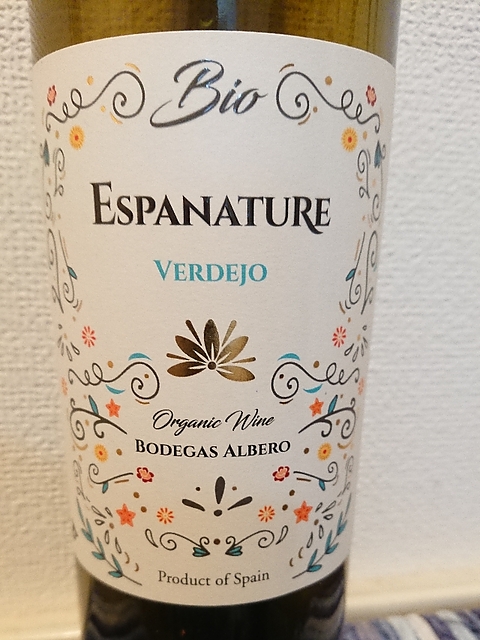 Bio
ESPANATURE
VERDEJO
Organic Wine
BODEGAS ALBERO
Product of Spain